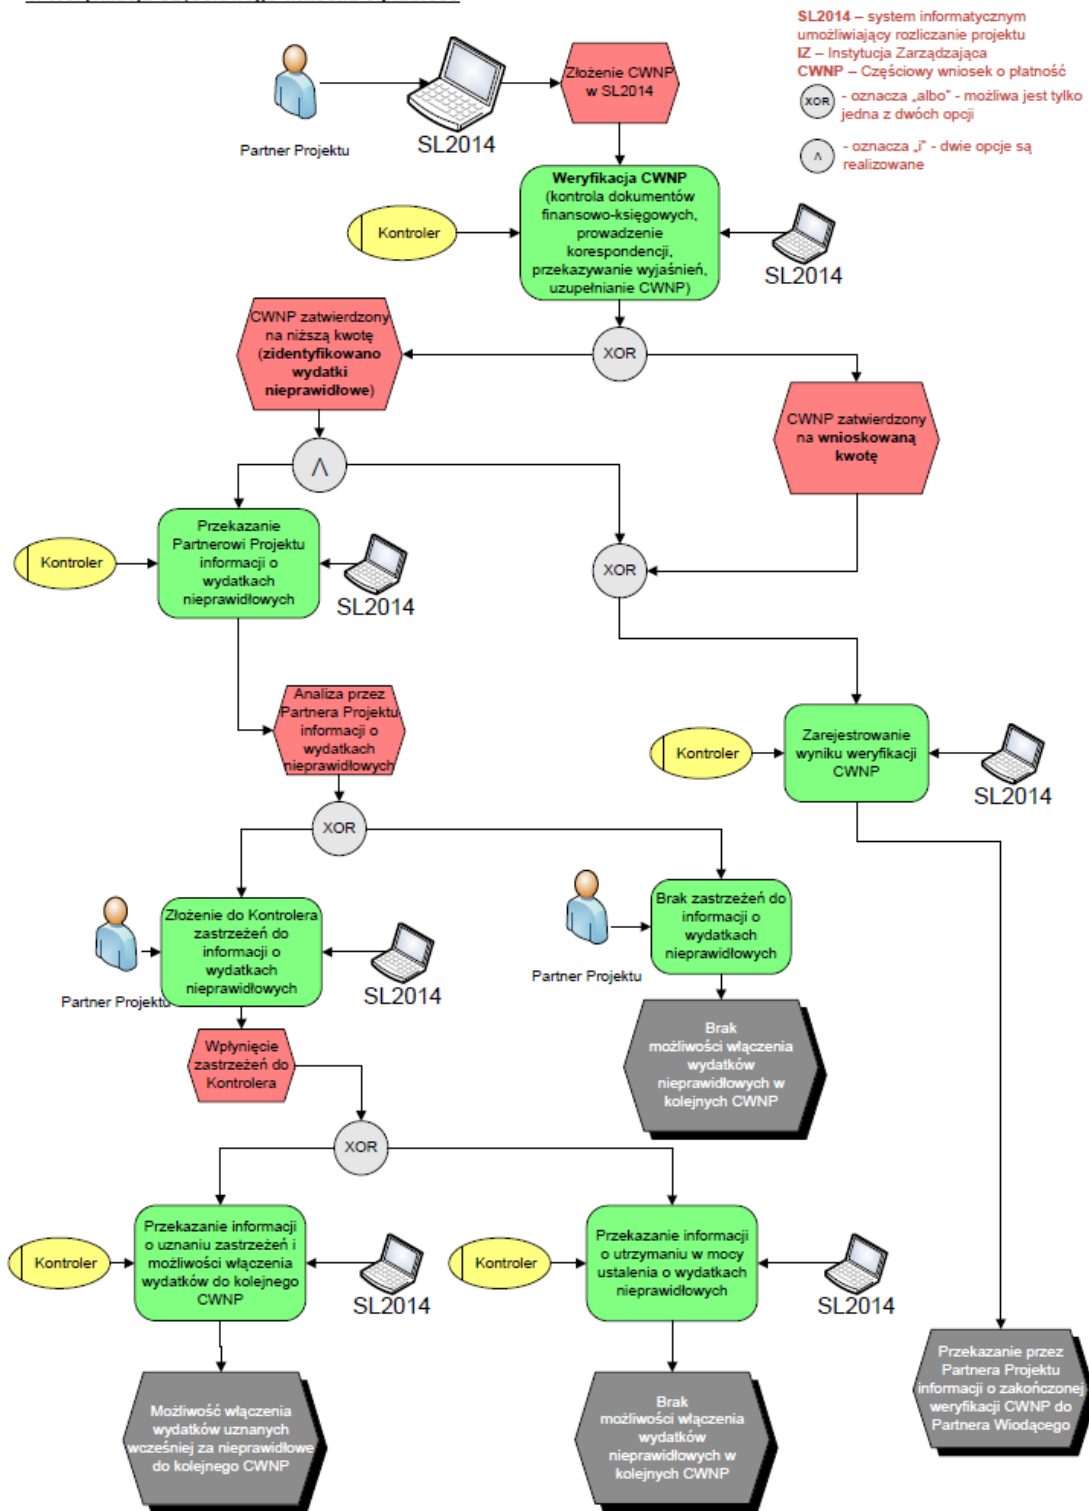 SL2014 – system informatycznym
umożliwiający rozliczanie projektu
IZ – Instytucja Zarządzająca
CWNP – Częściowy wniosek o płatność
XOR
- oznacza „albo" - możliwa jest tylko
jedna z dwóch opcji
Λ
- oznacza „i" - dwie opcje są
realizowane
Partner Projektu
SL2014
Złożenie CWNP
w SL2014
Weryfikacja CWNP
(kontrola dokumentów
finansowo-księgowych,
prowadzenie
korespondencji,
przekazywanie wyjaśnień,
uzupełnianie CWNP)
Kontroler
SL2014
CWNP zatwierdzony
na niższą kwotę
(zidentyfikowano
wydatki
nieprawidłowe)
XOR
CWNP zatwierdzony
na wnioskowaną
kwotę
Λ
Przekazanie
Partnerowi Projektu
informacji o
wydatkach
nieprawidłowych
Kontroler
SL2014
XOR
Analiza przez
Partnera Projektu
informacji o
wydatkach
nieprawidłowych
Kontroler
Zarejestrowanie
wyniku weryfikacji
CWNP
SL2014
XOR
Partner Projektu
Złożenie do Kontrolera
zastrzeżeń do
informacji o
wydatkach
nieprawidłowych
SL2014
Partner Projektu
Brak zastrzeżeń do
informacji o
wydatkach
nieprawidłowych
Wpłynięcie
zastrzeżeń do
Kontrolera
Brak
możliwości włączenia
wydatków
nieprawidłowych w
kolejnych CWNP
XOR
Kontroler
Przekazanie informacji
o uznaniu zastrzeżeń i
możliwości włączenia
wydatków do kolejnego
CWNP
SL2014
Kontroler
Przekazanie informacji
o utrzymaniu w mocy
ustalenia o wydatkach
nieprawidłowych
SL2014
Przekazanie przez
Partnera Projektu
informacji o zakończonej
weryfikacji CWNP do
Partnera Wiodącego
Możliwość włączenia
wydatków uznanych
wcześniej za nieprawidłowe
do kolejnego CWNP
Brak
możliwości włączenia
wydatków
nieprawidłowych w
kolejnych CWNP